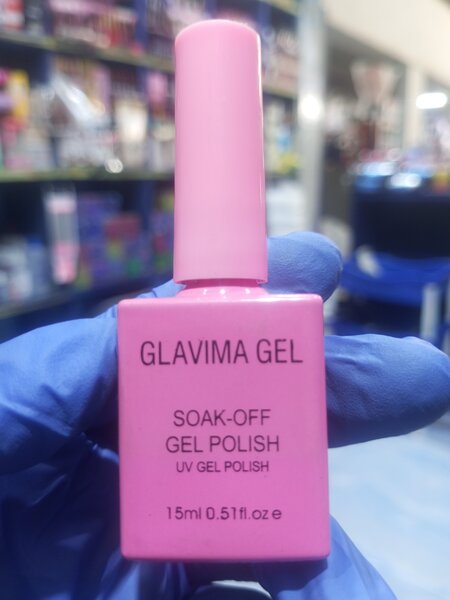 GLAVIMA GEL
SOAK-OFF
GEL POLISH
UV GEL POLISH
15ml 0.51fl.oz e